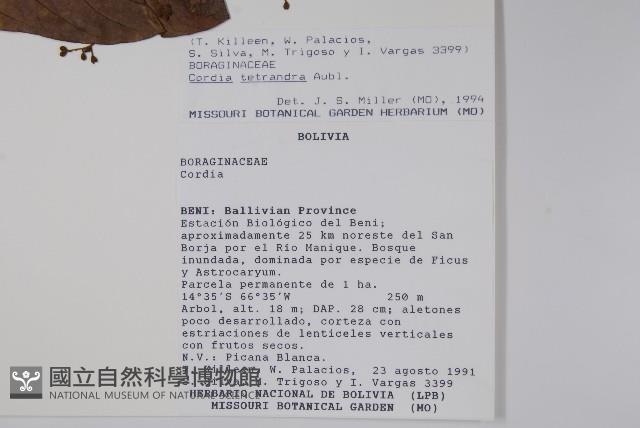 (T. Killeen, W. Palacios,
S. Silva, M. Trigoso y I. Vargas 3399)
BORAGINACEAE
Cordia tetrandra Aubl.
Det. J. S. Miller (MO), 1994
MISSOURI BOTANICAL GARDEN HERBARIUM (MO)
BOLIVIA
BORAGINACEAE
Cordia
BENI: Ballivian Province
Estación Biológico del Beni;
aproximadamente 25 km noreste del San
Borja por el Río Manique. Bosque
inundada, dominada por especie de Ficus
y Astrocaryum.
Parcela permanente de 1 ha.
14°35'S 66°35'W 250 m
Arbol, alt. 18 m; DAP. 28 cm; aletones
poco desarrollado, corteza con
estriaciones de lenticeles verticales
con frutos secos.
N.V.: Picana Blanca.
T. Killeen, W. Palacios, 23 agosto 1991
S. Silva, M. Trigoso y I. Vargas 3399
HERBARIO NACIONAL DE BOLIVIA (LPB)
MISSOURI BOTANICAL GARDEN (MO)
國立自然科學博物館
NATIONAL MUSEUM OF NATURAL SCIENCE